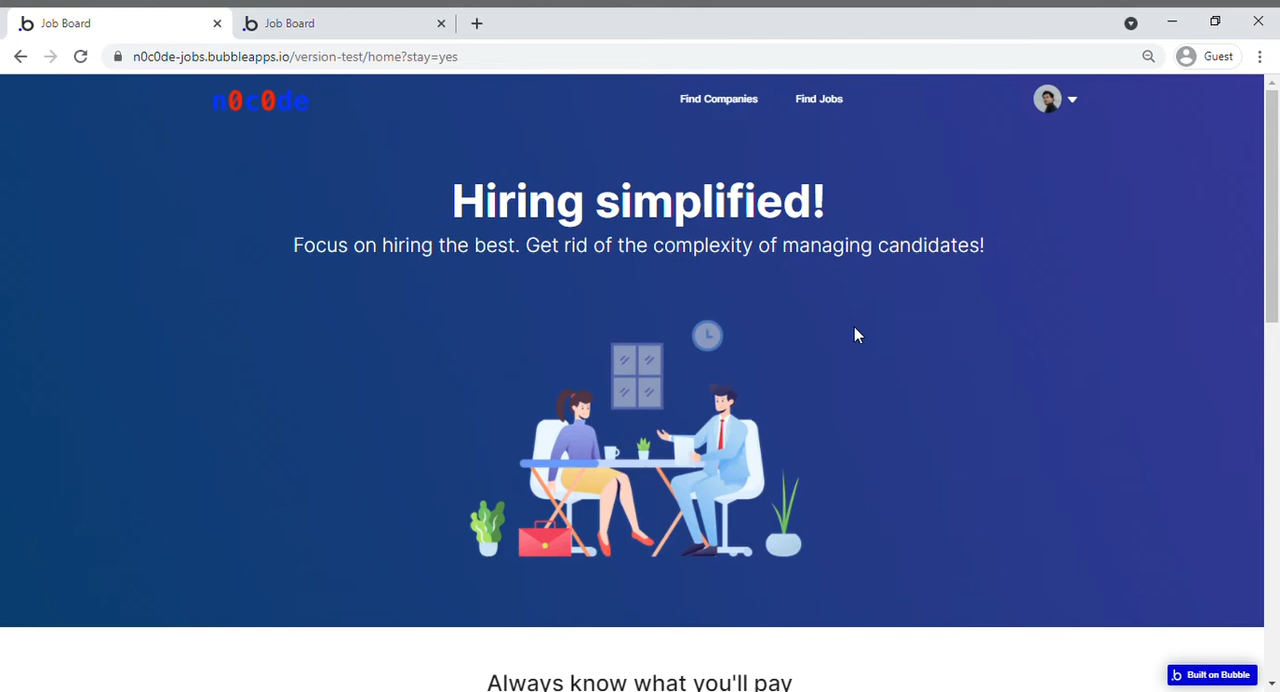 Job Board
Job Board
n0c0de-jobs.bubbleapps.io/version-test/home?stay=yes
Guest
n0c0de
Find Companies
Find Jobs
Hiring simplified!
Focus on hiring the best. Get rid of the complexity of managing candidates!
Always know what you'll pay
Built on Bubble